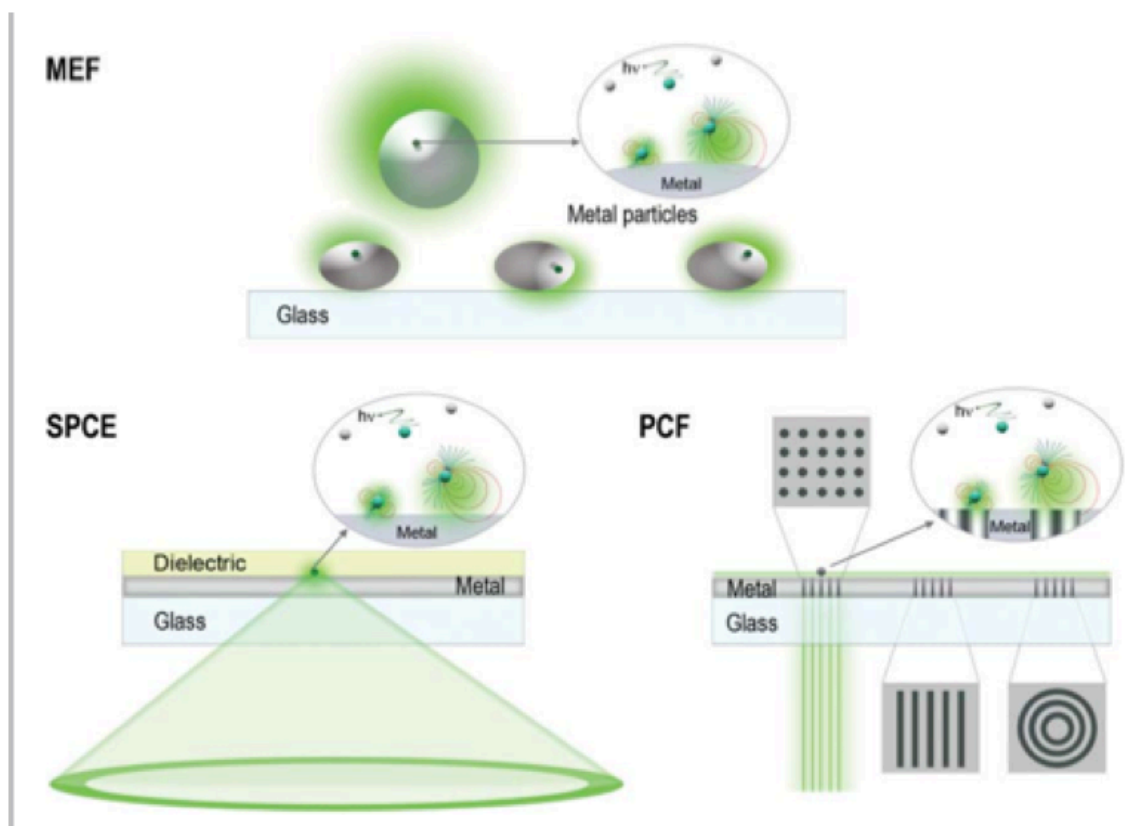 MEF
hν
Metal
Metal particles
Glass
SPCE
hν
Metal
Dielectric
Metal
Glass
PCF
hν
Metal
Metal
Glass